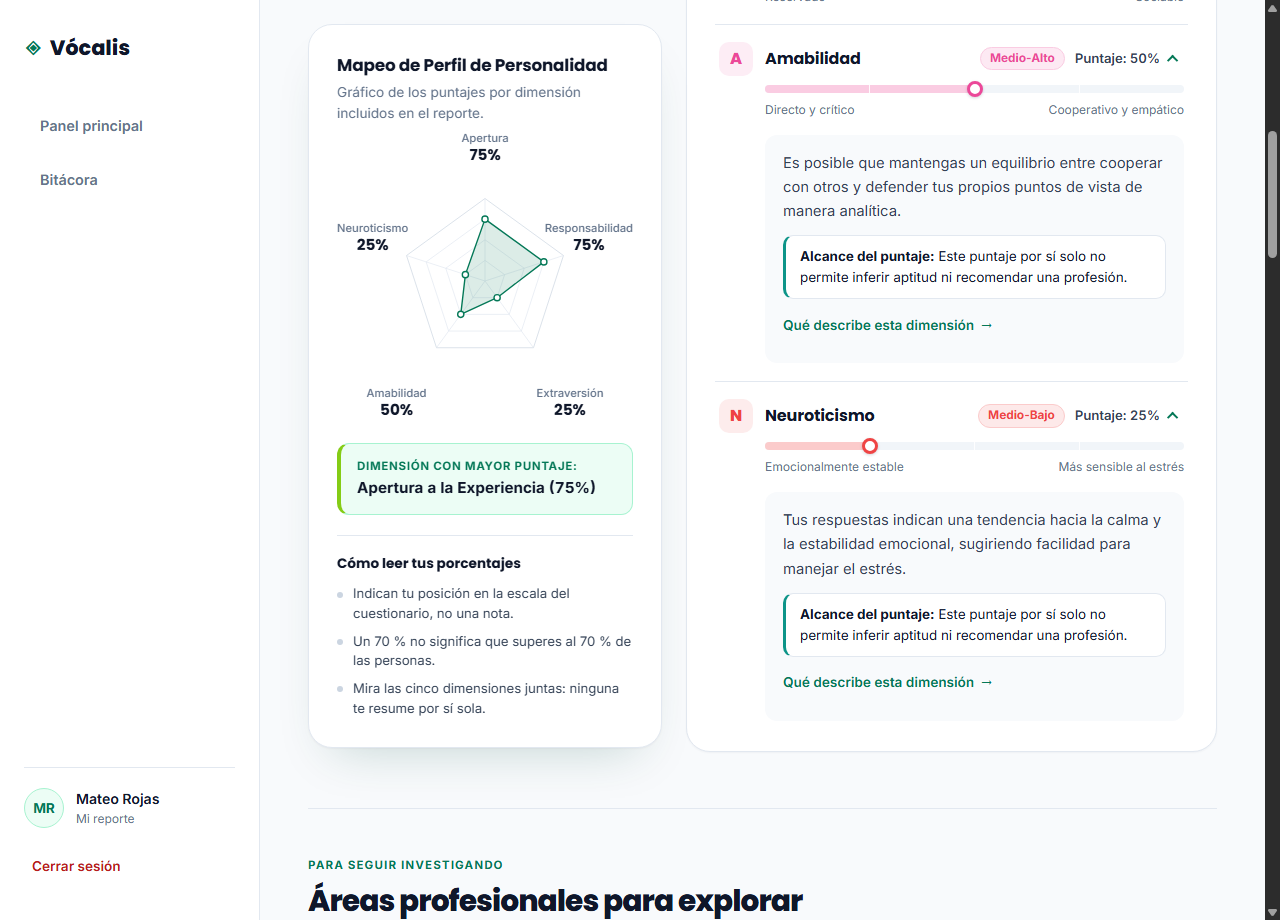 Vócalis
Panel principal
Bitácora
MR
Mateo Rojas
Mi reporte
Cerrar sesión
Mapeo de Perfil de Personalidad
Gráfico de los puntajes por dimensión
incluidos en el reporte.
Apertura
75%
Neuroticismo
25%
Responsabilidad
75%
Amabilidad
50%
Extraversión
25%
DIMENSIÓN CON MAYOR PUNTAJE:
Apertura a la Experiencia (75%)
Cómo leer tus porcentajes
Indican tu posición en la escala del
cuestionario, no una nota.
Un 70 % no significa que superes al 70 % de
las personas.
Mira las cinco dimensiones juntas: ninguna
te resume por sí sola.
A
Amabilidad
Medio-Alto
Puntaje: 50%
Directo y crítico
Cooperativo y empático
Es posible que mantengas un equilibrio entre cooperar
con otros y defender tus propios puntos de vista de
manera analítica.
Alcance del puntaje: Este puntaje por sí solo no
permite inferir aptitud ni recomendar una profesión.
Qué describe esta dimensión →
N
Neuroticismo
Medio-Bajo
Puntaje: 25%
Emocionalmente estable
Más sensible al estrés
Tus respuestas indican una tendencia hacia la calma y
la estabilidad emocional, sugiriendo facilidad para
manejar el estrés.
Alcance del puntaje: Este puntaje por sí solo no
permite inferir aptitud ni recomendar una profesión.
Qué describe esta dimensión →
PARA SEGUIR INVESTIGANDO
Áreas profesionales para explorar